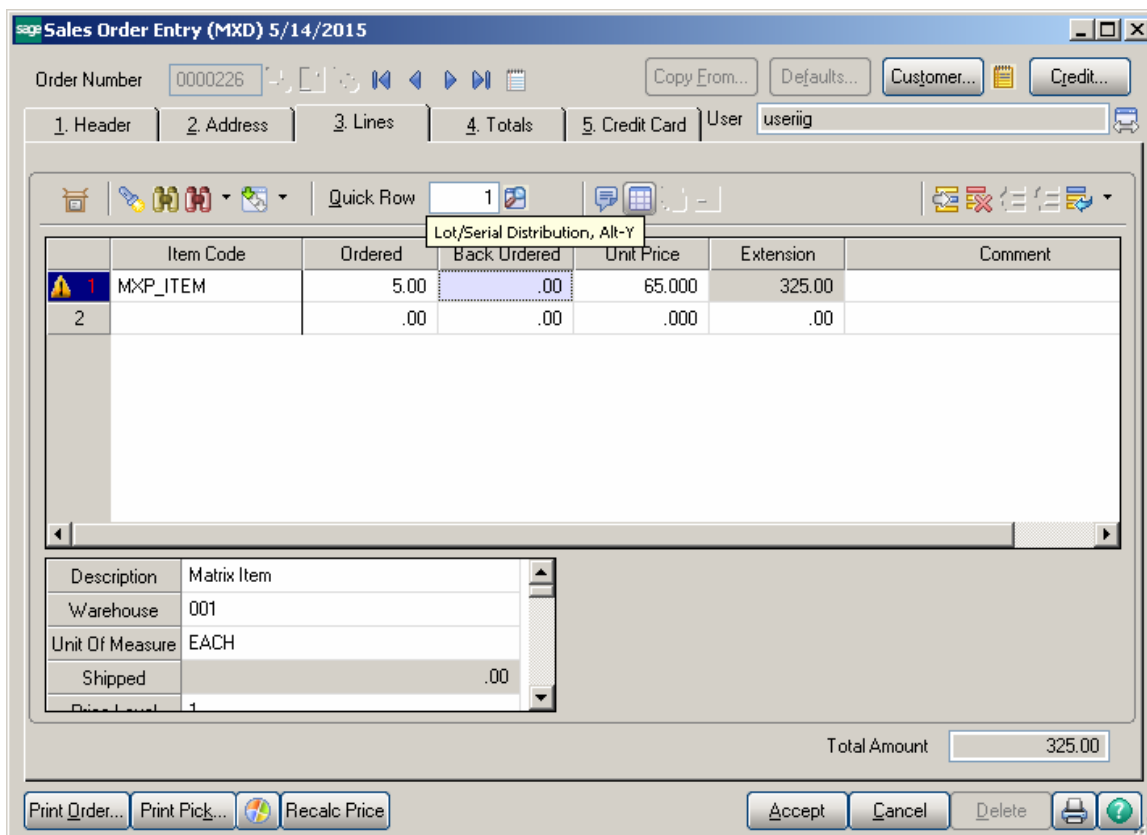 sage Sales Order Entry (MXD) 5/14/2015
Order Number 0000226 Copy From... Defaults... Customer... Credit...
1. Header 2. Address 3. Lines 4. Totals 5. Credit Card User useriig
Quick Row 1
Lot/Serial Distribution, Alt-Y
Item Code Ordered Back Ordered Unit Price Extension Comment
1 MXP_ITEM 5.00 .00 65.000 325.00
2 .00 .00 .000 .00
Description Matrix Item
Warehouse 001
Unit Of Measure EACH
Shipped .00
Price Level 1
Total Amount 325.00
Print Order... Print Pick... Recalc Price Accept Cancel Delete